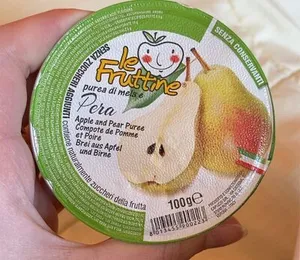 SENZA ZUCCHERI AGGIUNTI contiene naturalmente zuccheri della frutta
SENZA CONSERVANTI
le
Fruttine
purea di mela e
Pera
Apple and Pear Puree
Compote de Pomme
et Poire
Brei aus Apfel
und Birne
100g e